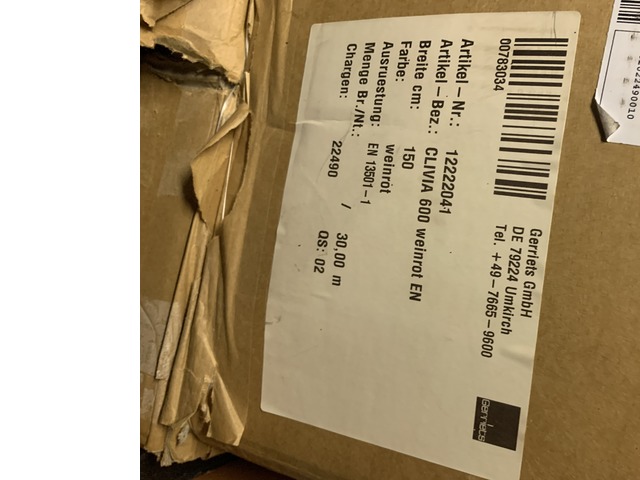 00783034
Gerriets GmbH
DE 79224 Umkirch
Tel. +49-7665-9600
Gerriets
Artikel-Nr.: 12222041
Artikel-Bez.: CLIVIA 600 weinrot EN
Breite cm: 150
Farbe:
Ausruestung: weinrot
Menge Br./Nt.: EN 13501-1
Chargen: / 30,00 m
22490 QS: 02